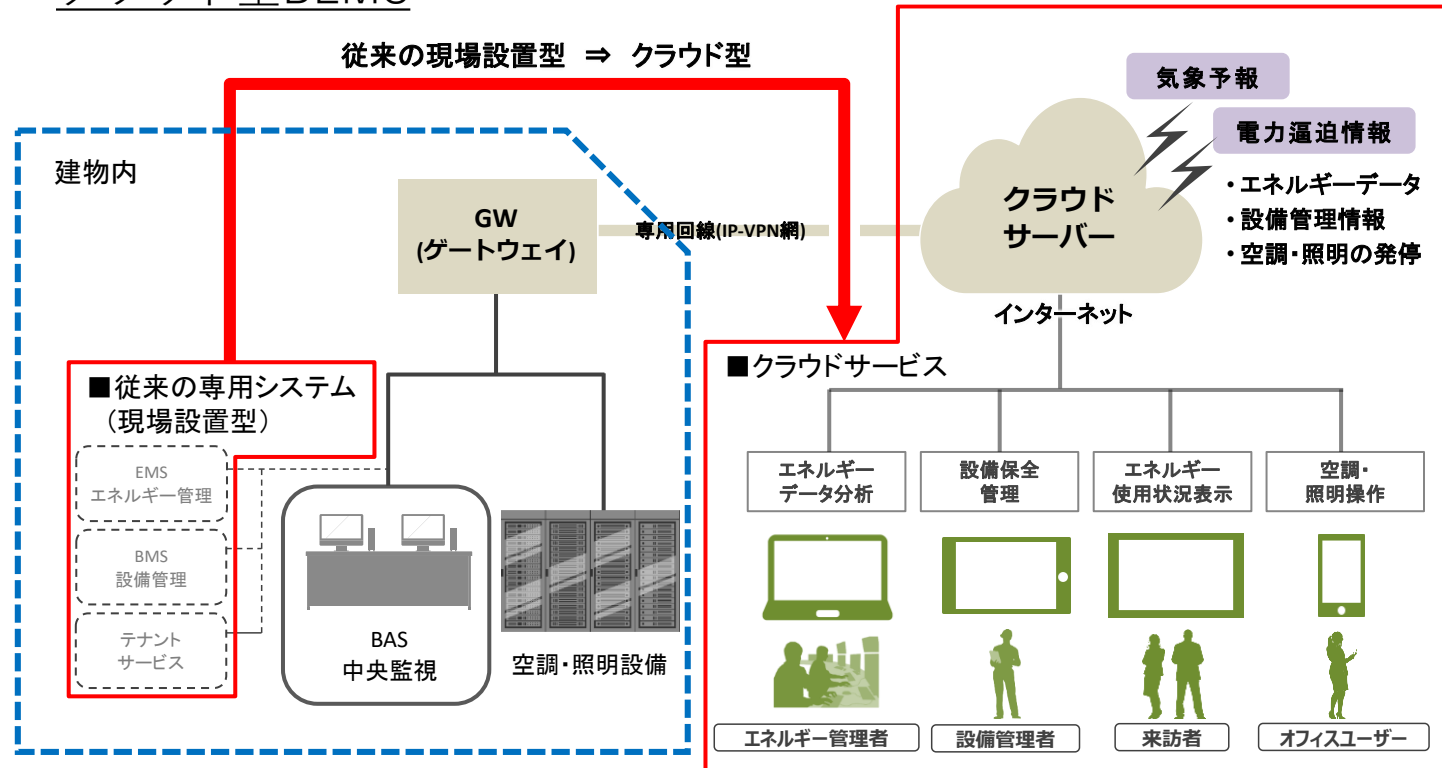 従来の現場設置型 ⇒ クラウド型
気象予報
電力逼迫情報
・エネルギーデータ
・設備管理情報
・空調・照明の発停
クラウド
サーバー
建物内
GW
(ゲートウェイ)
専用回線(IP-VPN網)
インターネット
■従来の専用システム
（現場設置型）
EMS
エネルギー管理
BMS
設備管理
テナント
サービス
BAS
中央監視
空調・照明設備
■クラウドサービス
エネルギー
データ分析
設備保全
管理
エネルギー
使用状況表示
空調・
照明操作
エネルギー管理者
設備管理者
来訪者
オフィスユーザー